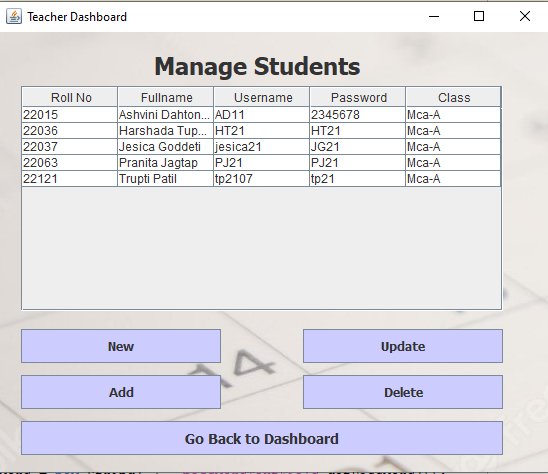 Teacher Dashboard
Manage Students
Roll No Fullname Username Password Class
22015 Ashvini Dahton... AD11 2345678 Mca-A
22036 Harshada Tup... HT21 HT21 Mca-A
22037 Jesica Goddeti jesica21 JG21 Mca-A
22063 Pranita Jagtap PJ21 PJ21 Mca-A
22121 Trupti Patil tp2107 tp21 Mca-A
14
New Update
Add Delete
Go Back to Dashboard